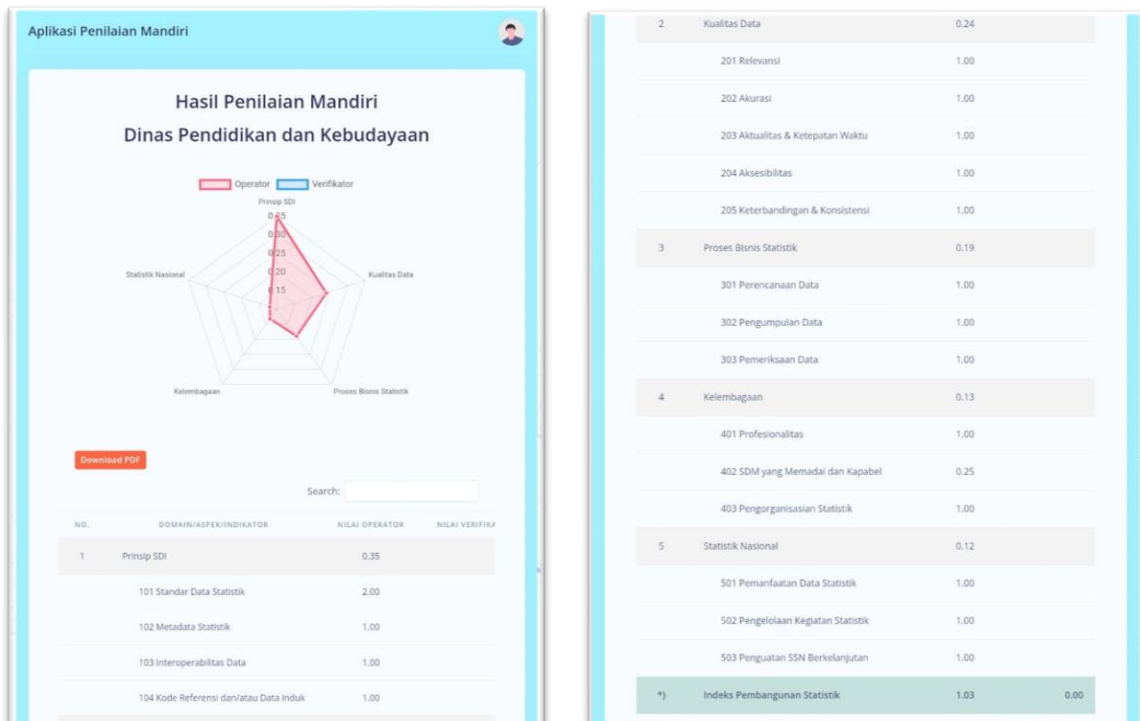 Aplikasi Penilaian Mandiri
Hasil Penilaian Mandiri
Dinas Pendidikan dan Kebudayaan
Operator Verifikator
Prinsip SDI
0.35
0.30
0.25
0.20
0.15
Statistik Nasional
Kualitas Data
Kelembagaan
Proses Bisnis Statistik
Download PDF
Search:
NO. DOMAIN/ASPEK/INDIKATOR NILAI OPERATOR NILAI VERIFIKA
1 Prinsip SDI 0.35
101 Standar Data Statistik 2.00
102 Metadata Statistik 1.00
103 Interoperabilitas Data 1.00
104 Kode Referensi dan/atau Data Induk 1.00
2 Kualitas Data 0.24
201 Relevansi 1.00
202 Akurasi 1.00
203 Aktualitas & Ketepatan Waktu 1.00
204 Aksesibilitas 1.00
205 Keterbandingan & Konsistensi 1.00
3 Proses Bisnis Statistik 0.19
301 Perencanaan Data 1.00
302 Pengumpulan Data 1.00
303 Pemeriksaan Data 1.00
4 Kelembagaan 0.13
401 Profesionalitas 1.00
402 SDM yang Memadai dan Kapabel 0.25
403 Pengorganisasian Statistik 1.00
5 Statistik Nasional 0.12
501 Pemanfaatan Data Statistik 1.00
502 Pengelolaan Kegiatan Statistik 1.00
503 Penguatan SSN Berkelanjutan 1.00
*) Indeks Pembangunan Statistik 1.03 0.00